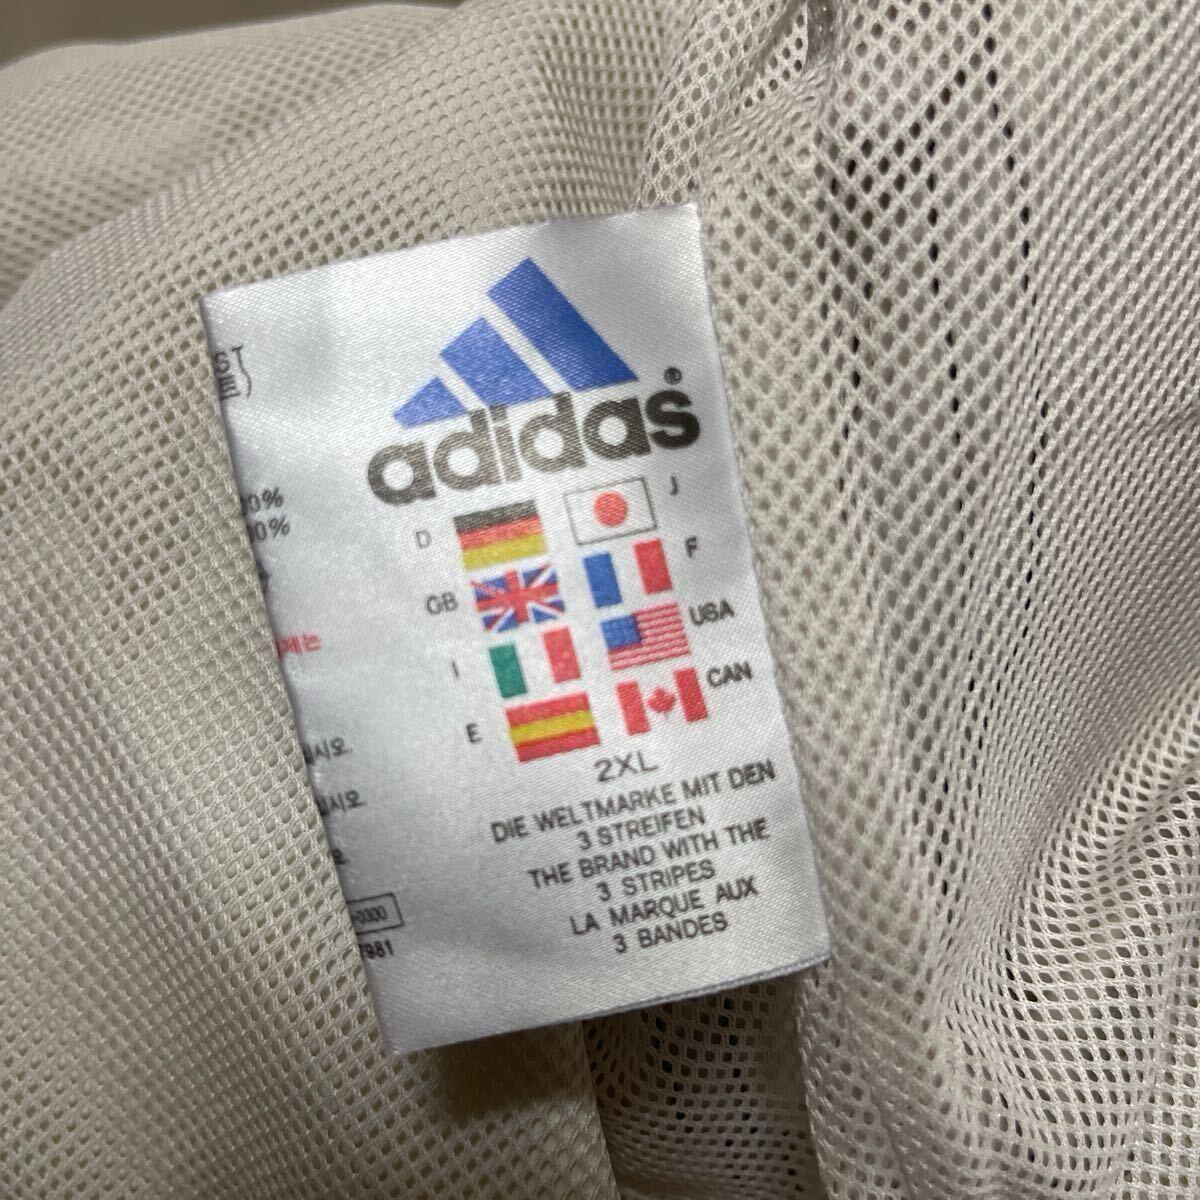 adidas®
D
J
GB
F
I
USA
E
CAN
2XL
DIE WELTMARKE MIT DEN
3 STREIFEN
THE BRAND WITH THE
3 STRIPES
LA MARQUE AUX
3 BANDES